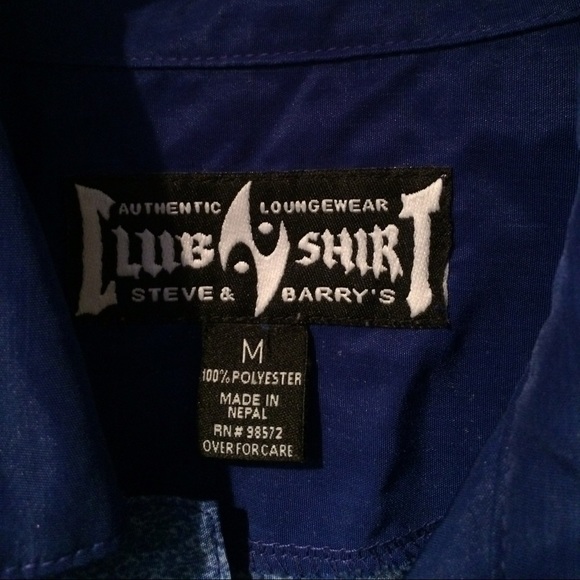 AUTHENTIC LOUNGEWEAR
CLUB SHIRT
STEVE & BARRY'S
M
100% POLYESTER
MADE IN
NEPAL
RN# 98572
OVER FOR CARE